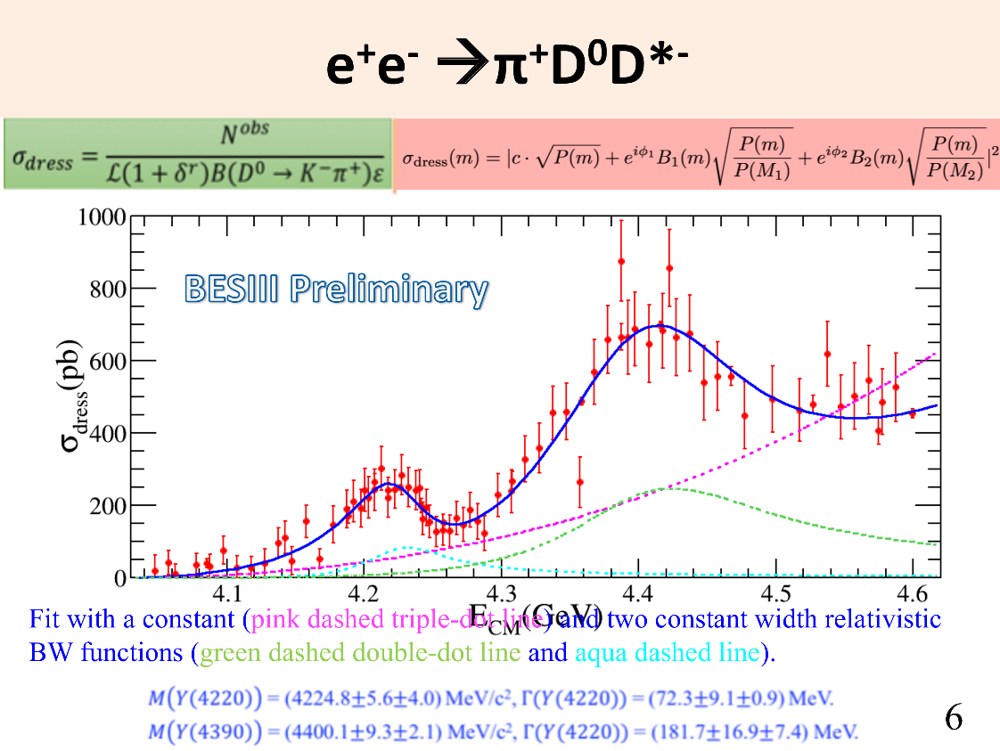 e⁺e⁻ →π⁺D⁰D*⁻
σ_dress = N^obs / ℒ(1 + δ^r)B(D⁰ → K⁻π⁺)ε
σ_dress(m) = |c · √P(m) + e^{iϕ₁}B₁(m)√(P(m)/P(M₁)) + e^{iϕ₂}B₂(m)√(P(m)/P(M₂))|²
BESIII Preliminary
σ_dress(pb)
1000
800
600
400
200
0
4.1 4.2 4.3 4.4 4.5 4.6
E_CM(GeV)
Fit with a constant (pink dashed triple-dot line) and two constant width relativistic
BW functions (green dashed double-dot line and aqua dashed line).
M(Y(4220)) = (4224.8±5.6±4.0) MeV/c², Γ(Y(4220)) = (72.3±9.1±0.9) MeV.
M(Y(4390)) = (4400.1±9.3±2.1) MeV/c², Γ(Y(4220)) = (181.7±16.9±7.4) MeV.
6